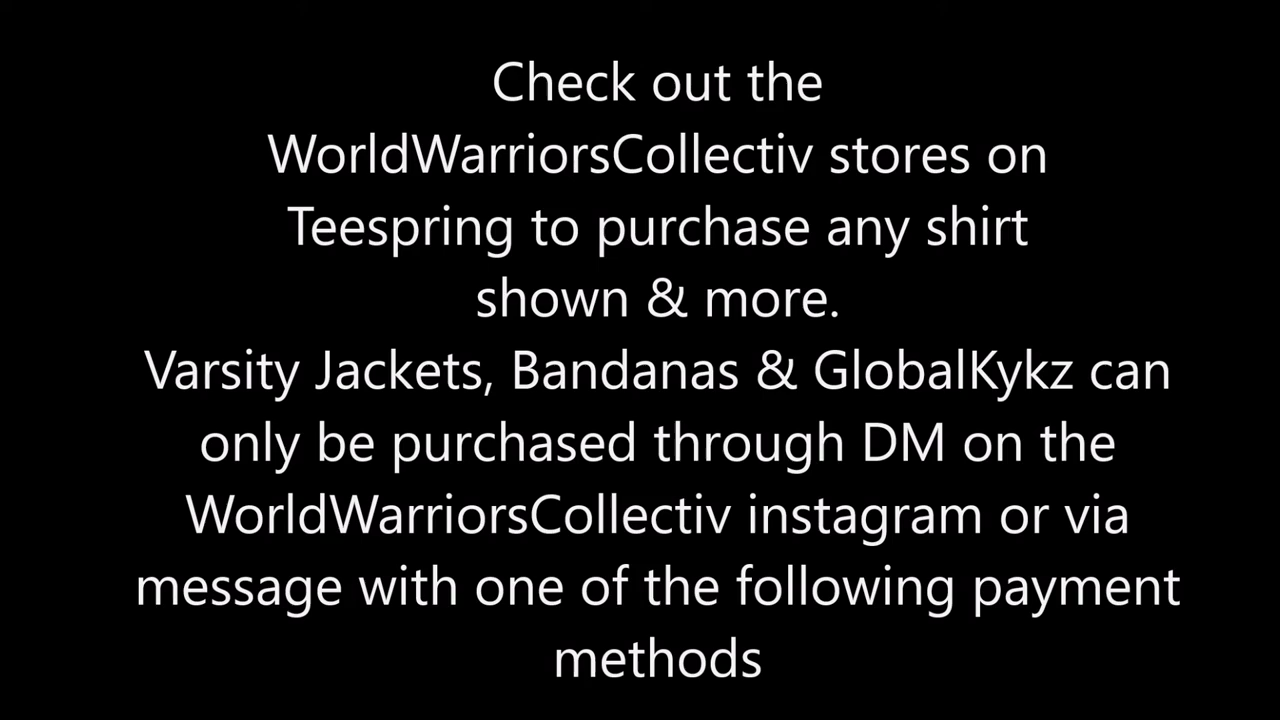 Check out the
WorldWarriorsCollectiv stores on
Teespring to purchase any shirt
shown & more.
Varsity Jackets, Bandanas & GlobalKykz can
only be purchased through DM on the
WorldWarriorsCollectiv instagram or via
message with one of the following payment
methods